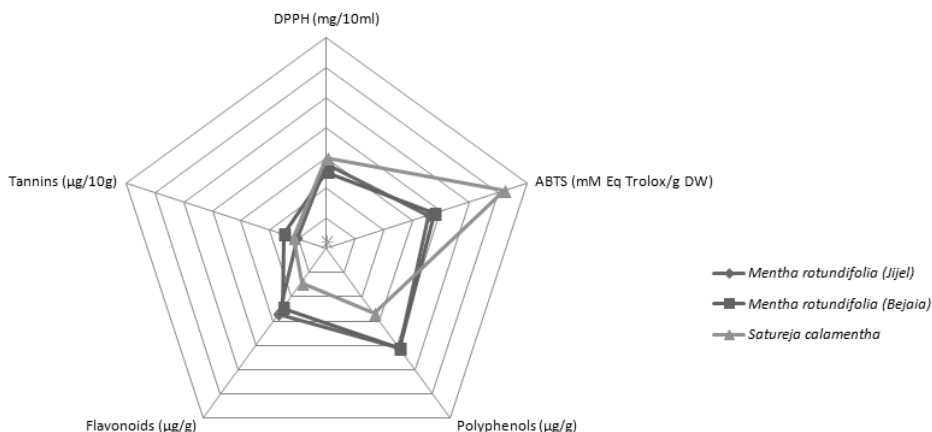 DPPH (mg/10ml)
Tannins (µg/10g)
ABTS (mM Eq Trolox/g DW)
Mentha rotundifolia (Jijel)
Mentha rotundifolia (Bejaia)
Satureja calamentha
Flavonoids (µg/g)
Polyphenols (µg/g)